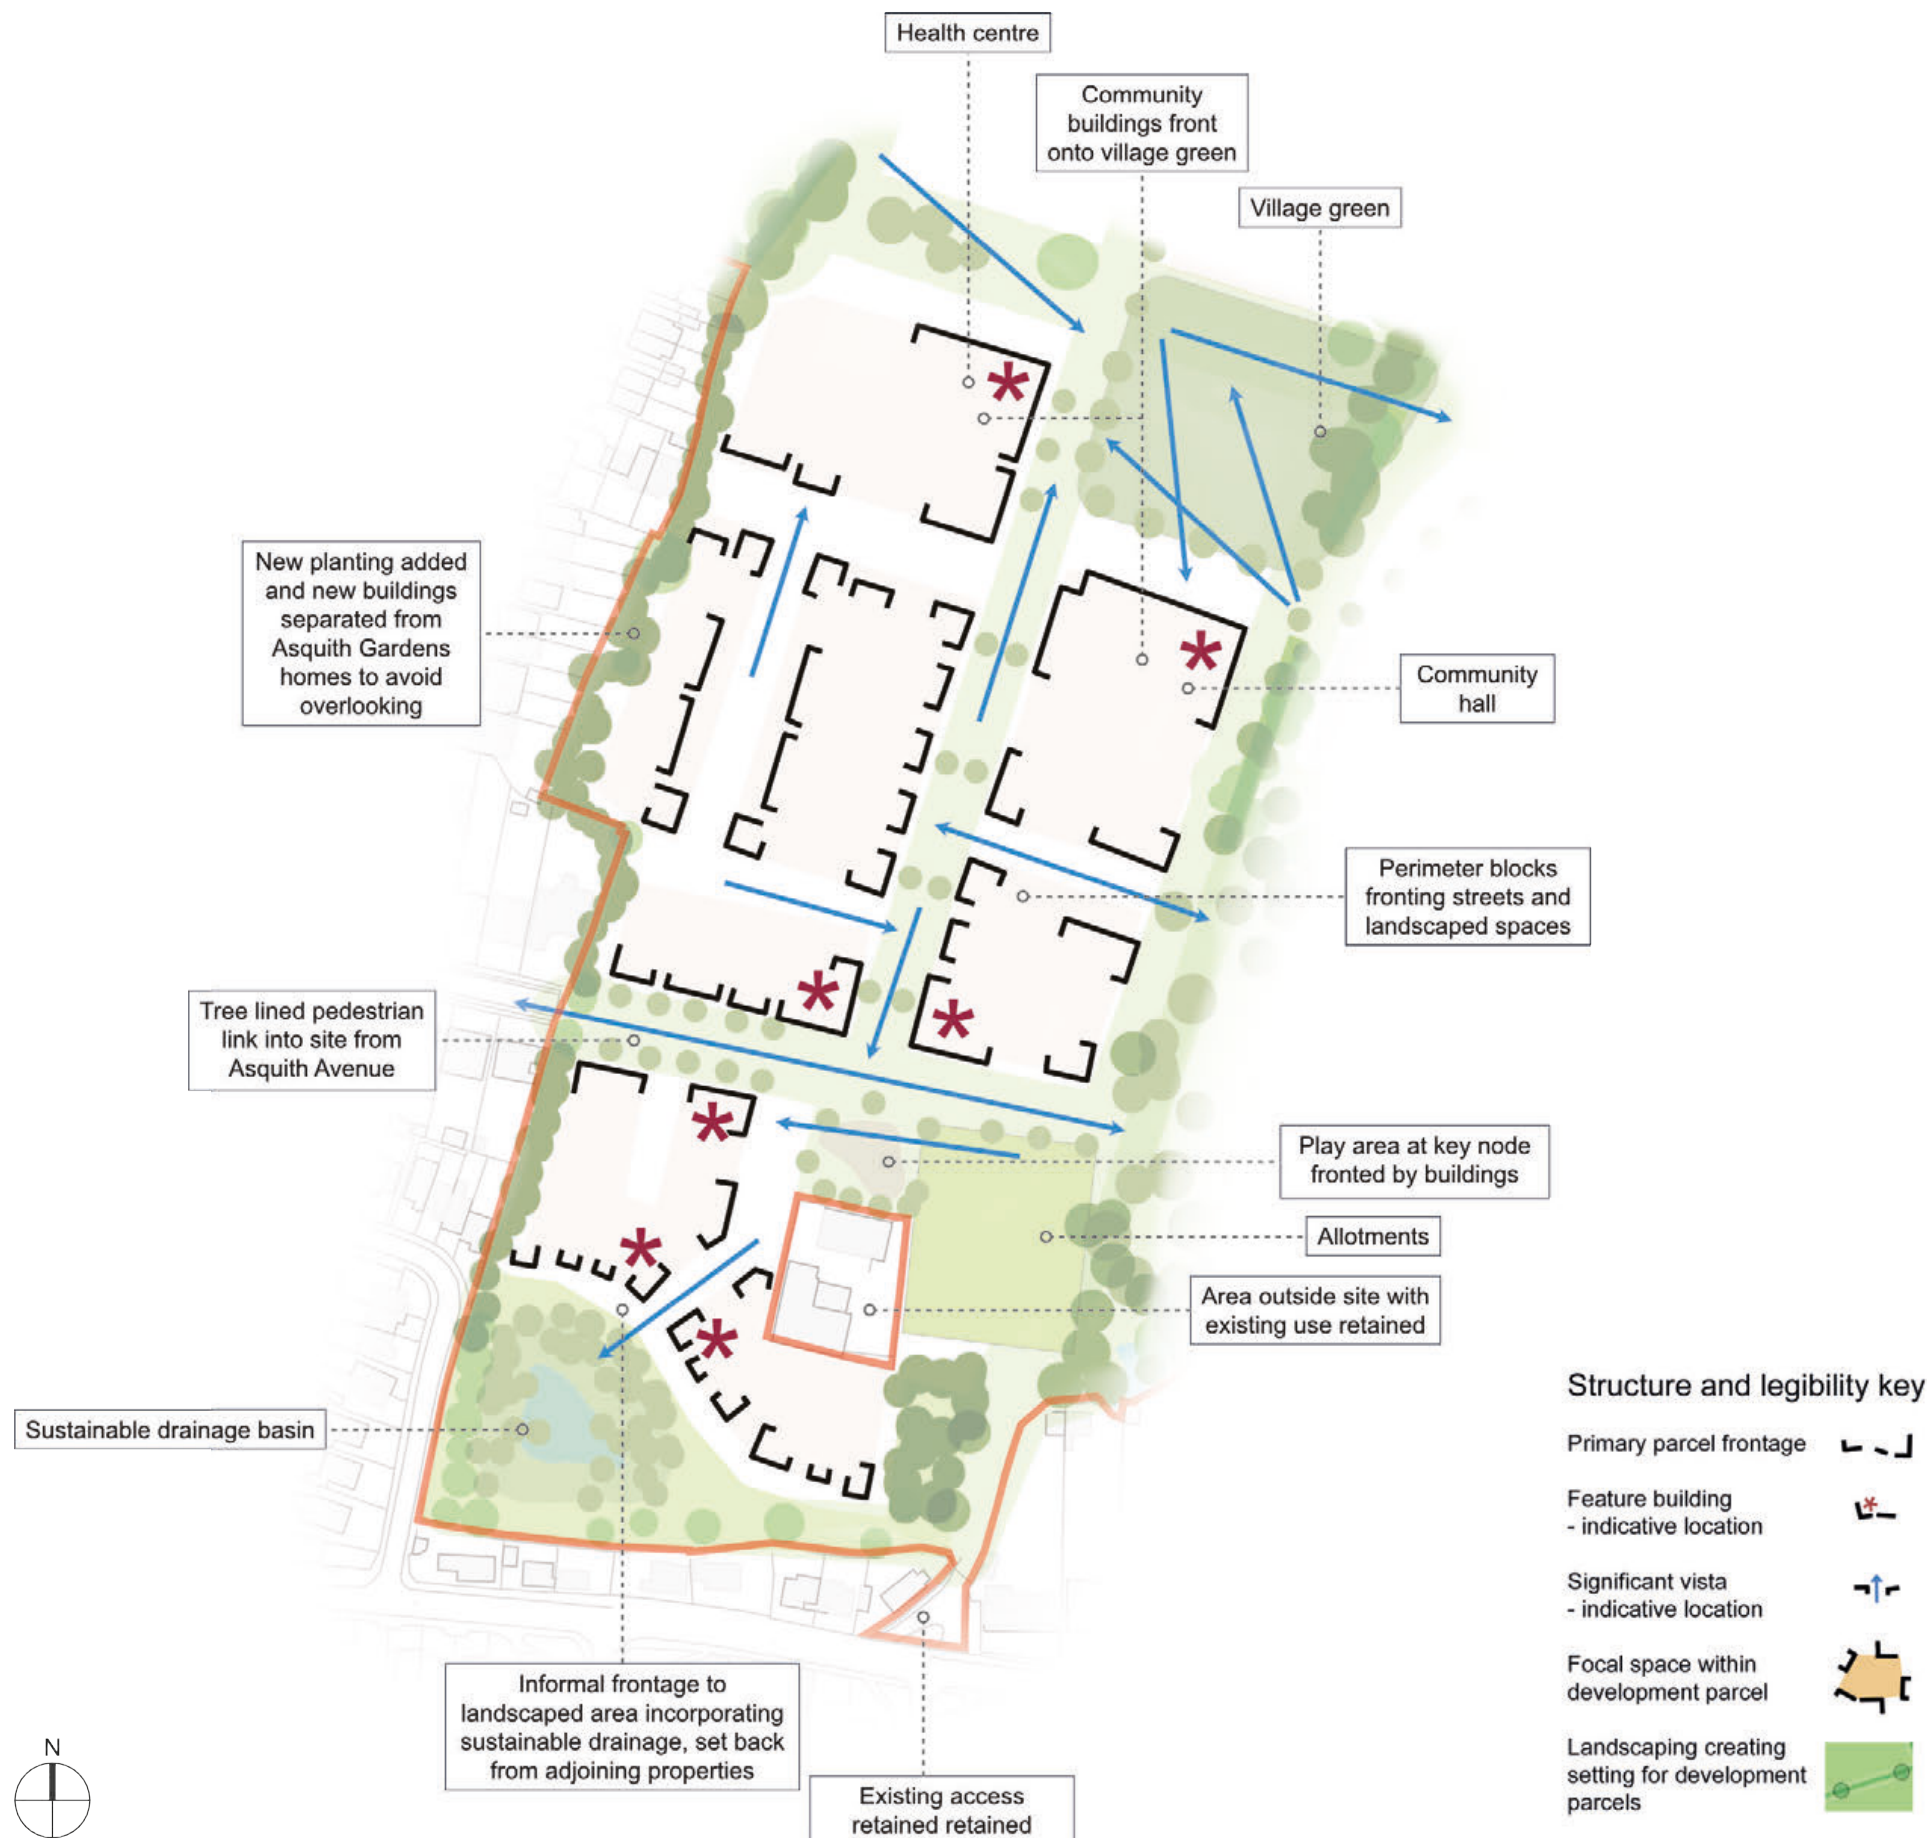 Health centre
Community
buildings front
onto village green
Village green
New planting added
and new buildings
separated from
Asquith Gardens
homes to avoid
overlooking
Community
hall
Perimeter blocks
fronting streets and
landscaped spaces
Tree lined pedestrian
link into site from
Asquith Avenue
Play area at key node
fronted by buildings
Allotments
Area outside site with
existing use retained
Sustainable drainage basin
Informal frontage to
landscaped area incorporating
sustainable drainage, set back
from adjoining properties
Existing access
retained retained
N
Structure and legibility key
Primary parcel frontage
Feature building
- indicative location
Significant vista
- indicative location
Focal space within
development parcel
Landscaping creating
setting for development
parcels